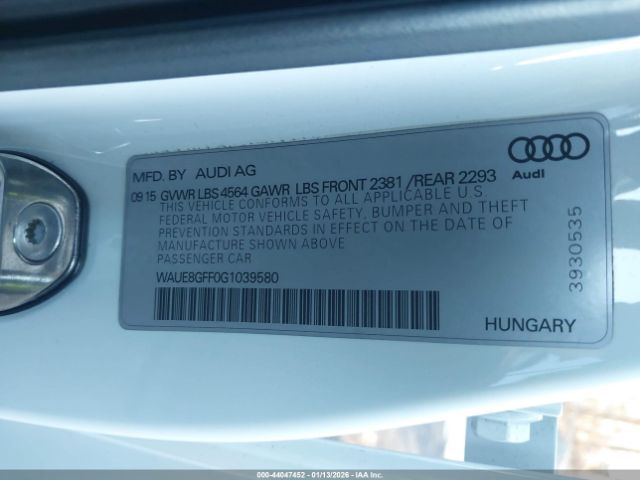 MFD. BY AUDI AG
09 15 GVWR LBS 4564 GAWR LBS FRONT 2381 / REAR 2293
THIS VEHICLE CONFORMS TO ALL APPLICABLE U.S.
FEDERAL MOTOR VEHICLE SAFETY, BUMPER AND THEFT
PREVENTION STANDARDS IN EFFECT ON THE DATE OF
MANUFACTURE SHOWN ABOVE
PASSENGER CAR
WAUE8GFF0G1039580
Audi
3930535
HUNGARY
000-44047452 - 01/13/2026 - IAA Inc.